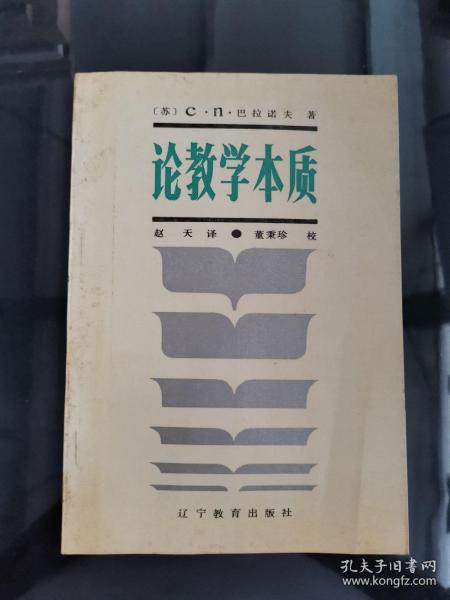 〔苏〕 С·П·巴拉诺夫 著
论教学本质
赵天译●董秉珍 校
辽宁教育出版社
孔夫子旧书网
www.kongfz.com